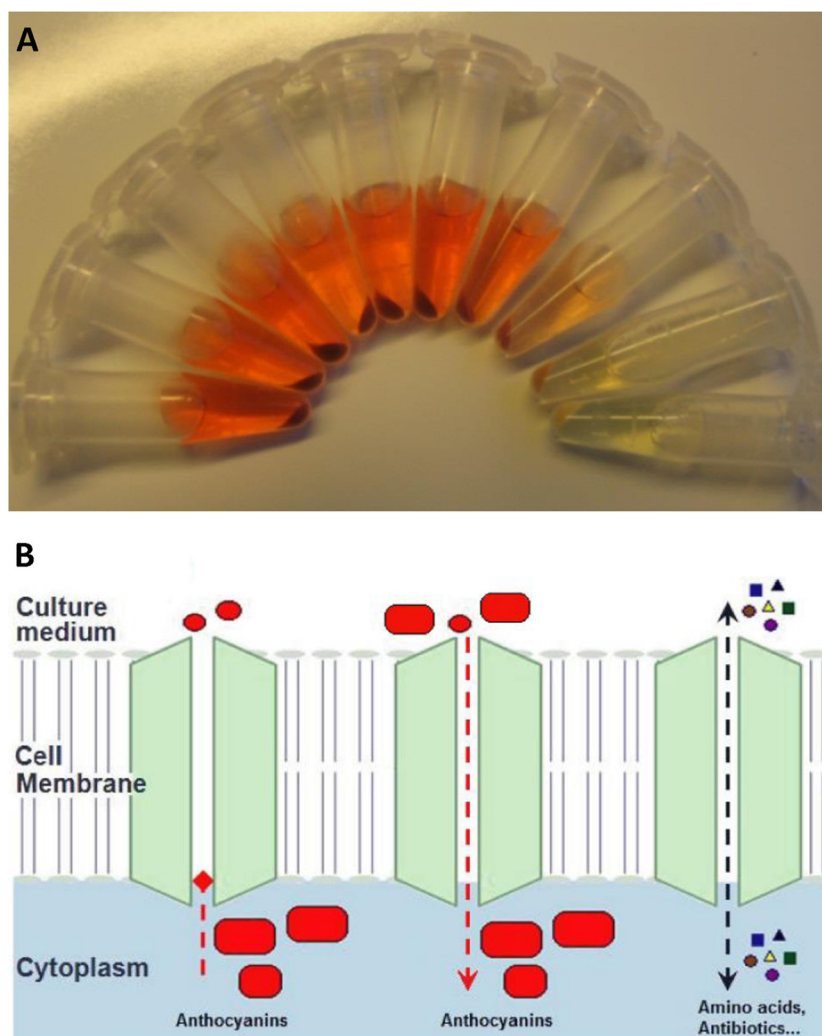 A
B
Culture
medium
Cell
Membrane
Cytoplasm
Anthocyanins
Anthocyanins
Amino acids,
Antibiotics...